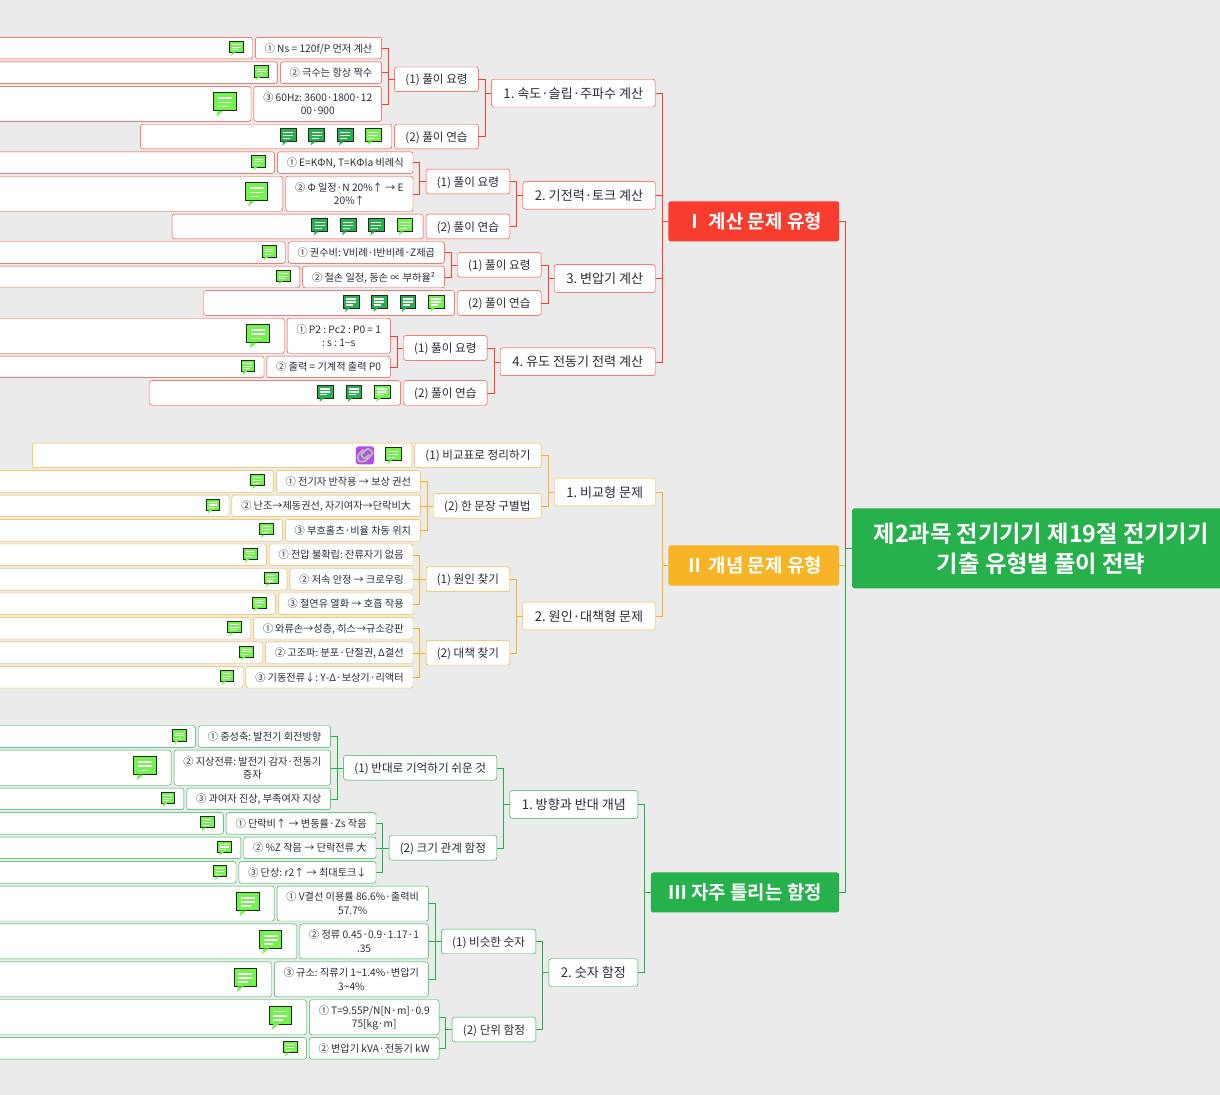 제2과목 전기기기 제19절 전기기기
기출 유형별 풀이 전략
Ⅰ 계산 문제 유형
1. 속도·슬립·주파수 계산
(1) 풀이 요령
① Ns = 120f/P 먼저 계산
② 극수는 항상 짝수
③ 60Hz: 3600·1800·12
00·900
(2) 풀이 연습
2. 기전력·토크 계산
(1) 풀이 요령
① E=KΦN, T=KΦIa 비례식
② Φ 일정·N 20%↑ → E
20%↑
(2) 풀이 연습
3. 변압기 계산
(1) 풀이 요령
① 권수비: V비례·I반비례·Z제곱
② 철손 일정, 동손 ∝ 부하율²
(2) 풀이 연습
4. 유도 전동기 전력 계산
(1) 풀이 요령
① P2 : Pc2 : P0 = 1
: s : 1−s
② 출력 = 기계적 출력 P0
(2) 풀이 연습
Ⅱ 개념 문제 유형
1. 비교형 문제
(1) 비교표로 정리하기
(2) 한 문장 구별법
① 전기자 반작용 → 보상 권선
② 난조→제동권선, 자기여자→단락비大
③ 부흐홀츠·비율 차동 위치
2. 원인·대책형 문제
(1) 원인 찾기
① 전압 불확립: 잔류자기 없음
② 저속 안정 → 크로우링
③ 절연유 열화 → 호흡 작용
(2) 대책 찾기
① 와류손→성층, 히스→규소강판
② 고조파: 분포·단절권, Δ결선
③ 기동전류↓: Y-Δ·보상기·리액터
Ⅲ 자주 틀리는 함정
1. 방향과 반대 개념
(1) 반대로 기억하기 쉬운 것
① 중성축: 발전기 회전방향
② 지상전류: 발전기 감자·전동기
증자
③ 과여자 진상, 부족여자 지상
(2) 크기 관계 함정
① 단락비↑ → 변동률·Zs 작음
② %Z 작음 → 단락전류 大
③ 단상: r2↑ → 최대토크↓
2. 숫자 함정
(1) 비슷한 숫자
① V결선 이용률 86.6%·출력비
57.7%
② 정류 0.45·0.9·1.17·1
.35
③ 규소: 직류기 1~1.4%·변압기
3~4%
(2) 단위 함정
① T=9.55P/N[N·m]·0.9
75[kg·m]
② 변압기 kVA·전동기 kW